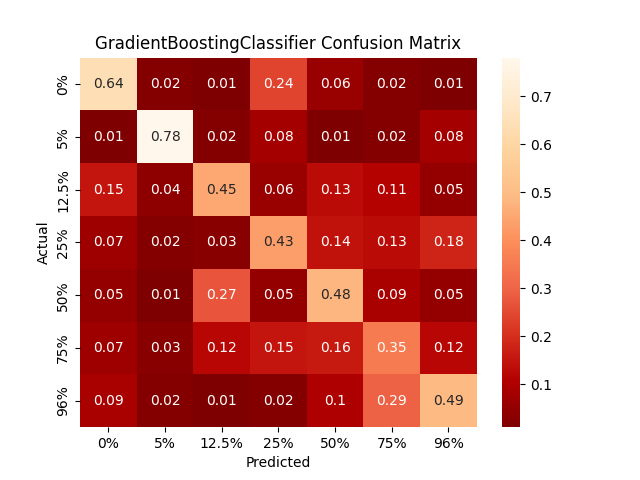 GradientBoostingClassifier Confusion Matrix
0% 0.64 0.02 0.01 0.24 0.06 0.02 0.01
5% 0.01 0.78 0.02 0.08 0.01 0.02 0.08
12.5% 0.15 0.04 0.45 0.06 0.13 0.11 0.05
25% 0.07 0.02 0.03 0.43 0.14 0.13 0.18
50% 0.05 0.01 0.27 0.05 0.48 0.09 0.05
75% 0.07 0.03 0.12 0.15 0.16 0.35 0.12
96% 0.09 0.02 0.01 0.02 0.1 0.29 0.49
0% 5% 12.5% 25% 50% 75% 96%
Predicted
Actual
0.7
0.6
0.5
0.4
0.3
0.2
0.1